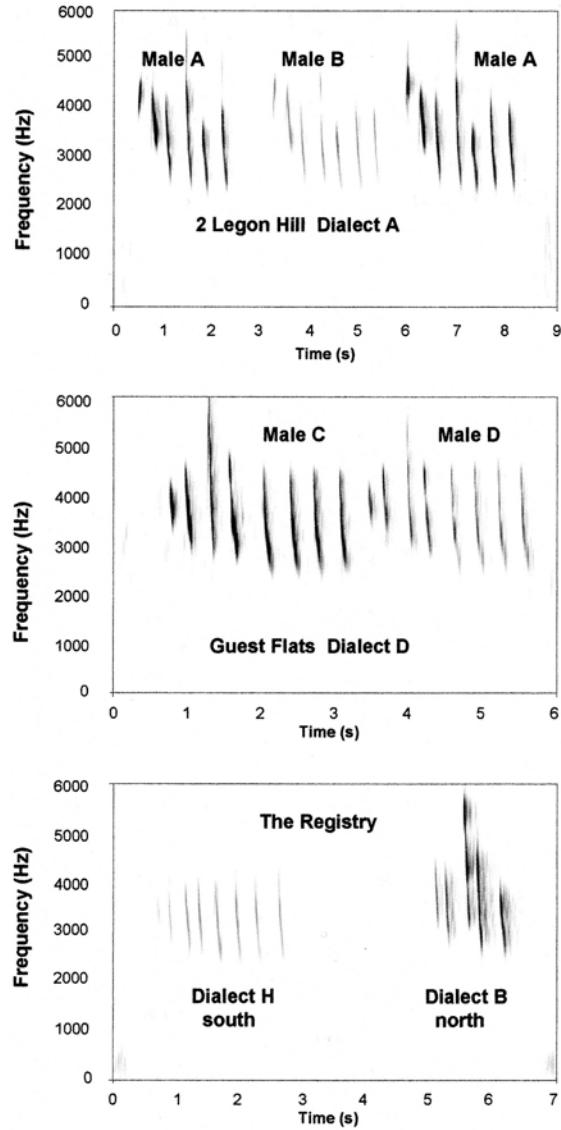 6000
5000
4000
3000
2000
1000
0
Frequency (Hz)
Male A
Male B
Male A
2 Legon Hill Dialect A
0 1 2 3 4 5 6 7 8 9
Time (s)
6000
5000
4000
3000
2000
1000
0
Frequency (Hz)
Male C
Male D
Guest Flats Dialect D
0 1 2 3 4 5 6
Time (s)
6000
5000
4000
3000
2000
1000
0
Frequency (Hz)
The Registry
Dialect H
south
Dialect B
north
0 1 2 3 4 5 6 7
Time (s)